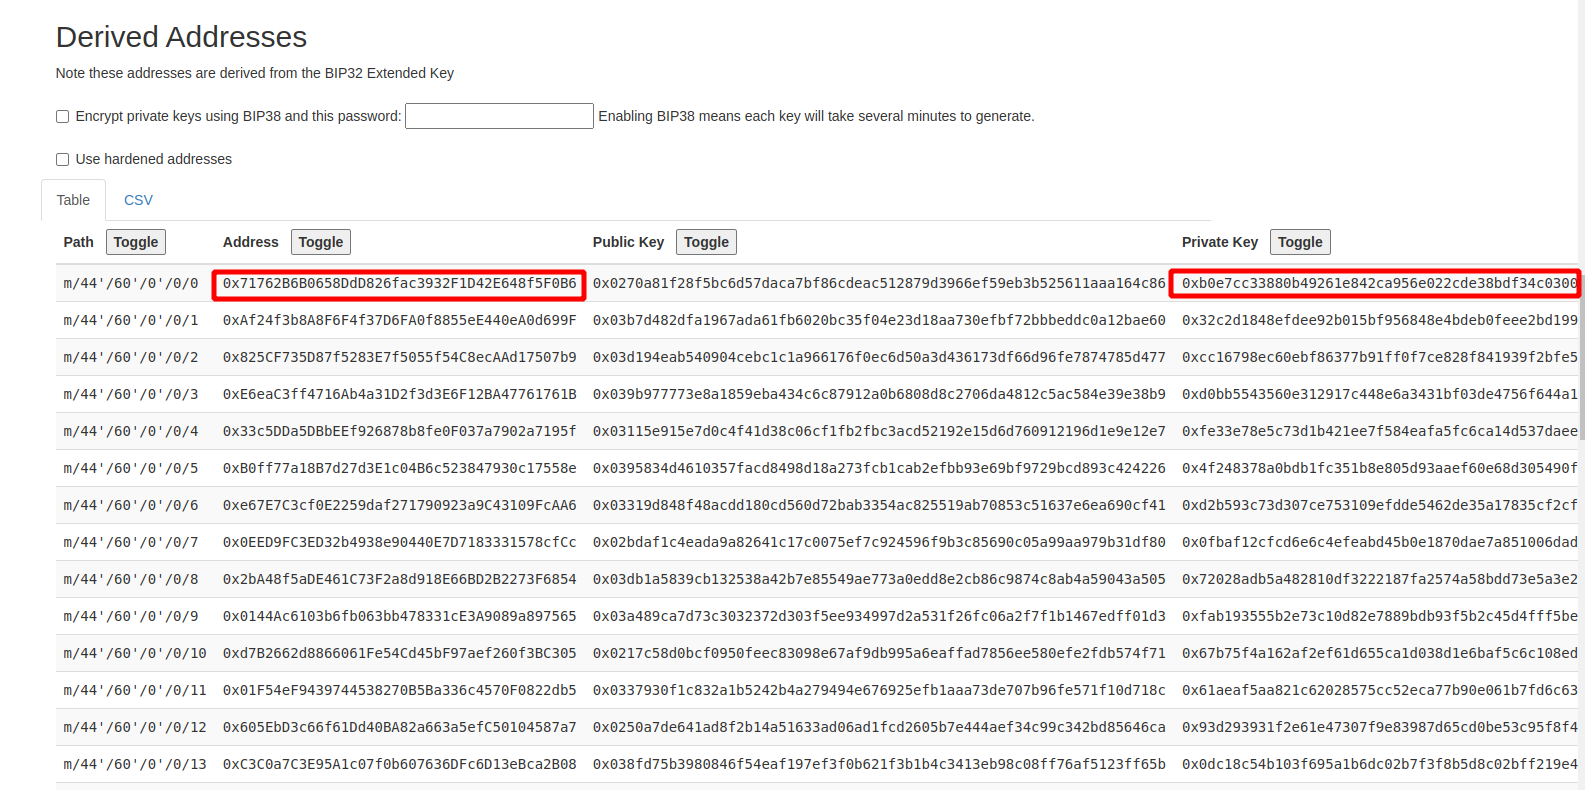 Derived Addresses
Note these addresses are derived from the BIP32 Extended Key
Encrypt private keys using BIP38 and this password: Enabling BIP38 means each key will take several minutes to generate.
Use hardened addresses
Table CSV
Path Toggle Address Toggle Public Key Toggle Private Key Toggle
m/44'/60'/0'/0/0 0x71762B6B0658DdD826fac3932F1D42E648f5F0B6 0x0270a81f28f5bc6d57daca7bf86cdeac512879d3966ef59eb3b525611aaa164c86 0xb0e7cc33880b49261e842ca956e022cde38bdf34c0300
m/44'/60'/0'/0/1 0xAf24f3b8A8F6F4f37D6FA0f8855eE440eA0d699F 0x03b7d482dfa1967ada61fb6020bc35f04e23d18aa730efbf72bbbeddc0a12bae60 0x32c2d1848efdee92b015bf956848e4bdeb0feee2bd199
m/44'/60'/0'/0/2 0x825CF735D87f5283E7f5055f54C8ecAAd17507b9 0x03d194eab540904cebc1c1a966176f0ec6d50a3d436173df66d96fe7874785d477 0xcc16798ec60ebf86377b91ff0f7ce828f841939f2bfe5
m/44'/60'/0'/0/3 0xE6eaC3ff4716Ab4a31D2f3d3E6F12BA47761761B 0x039b977773e8a1859eba434c6c87912a0b6808d8c2706da4812c5ac584e39e38b9 0xd0bb5543560e312917c448e6a3431bf03de4756f644a1
m/44'/60'/0'/0/4 0x33c5DDa5DBbEEf926878b8fe0F037a7902a7195f 0x03115e915e7d0c4f41d38c06cf1fb2fbc3acd52192e15d6d760912196d1e9e12e7 0xfe33e78e5c73d1b421ee7f584eafa5fc6ca14d537daee
m/44'/60'/0'/0/5 0xB0ff77a18B7d27d3E1c04B6c523847930c17558e 0x0395834d4610357facd8498d18a273fcb1cab2efbb93e69bf9729bcd893c424226 0x4f248378a0bdb1fc351b8e805d93aaef60e68d305490f
m/44'/60'/0'/0/6 0xe67E7C3cf0E2259daf271790923a9C43109FcAA6 0x03319d848f48acdd180cd560d72bab3354ac825519ab70853c51637e6ea690cf41 0xd2b593c73d307ce753109efdde5462de35a17835cf2cf
m/44'/60'/0'/0/7 0x0EED9FC3ED32b4938e90440E7D7183331578cfCc 0x02bdaf1c4eada9a82641c17c0075ef7c924596f9b3c85690c05a99aa979b31df80 0x0fbaf12cfcd6e6c4efeabd45b0e1870dae7a851006dad
m/44'/60'/0'/0/8 0x2bA48f5aDE461C73F2a8d918E66BD2B2273F6854 0x03db1a5839cb132538a42b7e85549ae773a0edd8e2cb86c9874c8ab4a59043a505 0x72028adb5a482810df3222187fa2574a58bdd73e5a3e2
m/44'/60'/0'/0/9 0x0144Ac6103b6fb063bb478331cE3A9089a897565 0x03a489ca7d73c3032372d303f5ee934997d2a531f26fc06a2f7f1b1467edff01d3 0xfab193555b2e73c10d82e7889bdb93f5b2c45d4fff5be
m/44'/60'/0'/0/10 0xd7B2662d8866061Fe54Cd45bF97aef260f3BC305 0x0217c58d0bcf0950feec83098e67af9db995a6eaffad7856ee580efe2fdb574f71 0x67b75f4a162af2ef61d655ca1d038d1e6baf5c6c108ed
m/44'/60'/0'/0/11 0x01F54eF9439744538270B5Ba336c4570F0822db5 0x0337930f1c832a1b5242b4a279494e676925efb1aaa73de707b96fe571f10d718c 0x61aeaf5aa821c62028575cc52eca77b90e061b7fd6c63
m/44'/60'/0'/0/12 0x605EbD3c66f61Dd40BA82a663a5efC50104587a7 0x0250a7de641ad8f2b14a51633ad06ad1fcd2605b7e444aef34c99c342bd85646ca 0x93d293931f2e61e47307f9e83987d65cd0be53c95f8f4
m/44'/60'/0'/0/13 0xC3C0a7C3E95A1c07f0b607636DFc6D13eBca2B08 0x038fd75b3980846f54eaf197ef3f0b621f3b1b4c3413eb98c08ff76af5123ff65b 0x0dc18c54b103f695a1b6dc02b7f3f8b5d8c02bff219e4